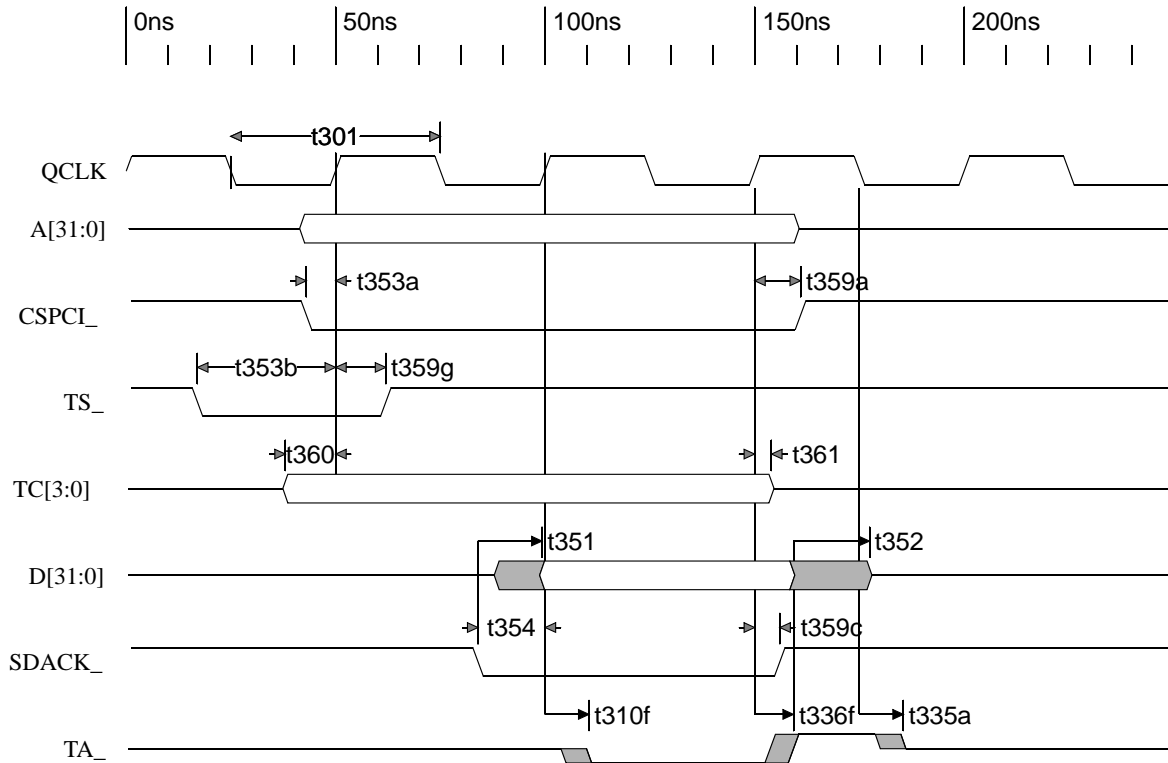 0ns 50ns 100ns 150ns 200ns
t301
QCLK
A[31:0]
t353a t359a
CSPCI_
t353b t359g
TS_
t360 t361
TC[3:0]
t351 t352
D[31:0]
t354 t359c
SDACK_
t310f t336f t335a
TA_